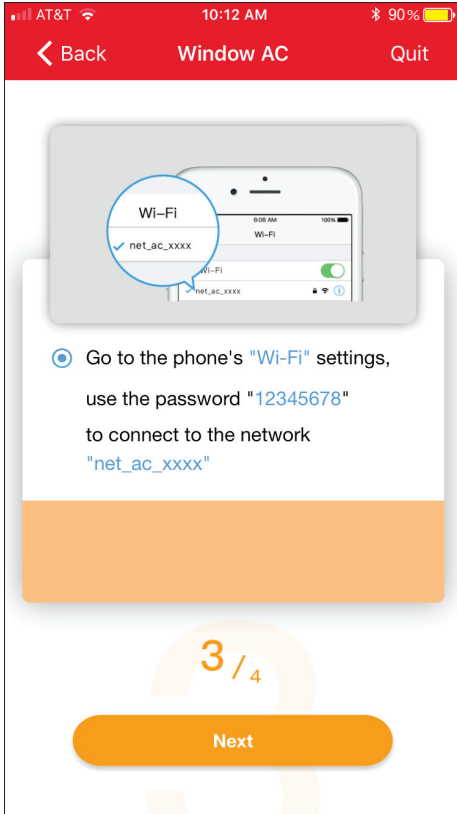 AT&T 10:12 AM 90%
Back Window AC Quit
Wi–Fi
net_ac_xxxx
8:08 AM 100%
Wi–Fi
Wi–Fi
net_ac_xxxx
Go to the phone's "Wi-Fi" settings,
use the password "12345678"
to connect to the network
"net_ac_xxxx"
3/4
Next
3